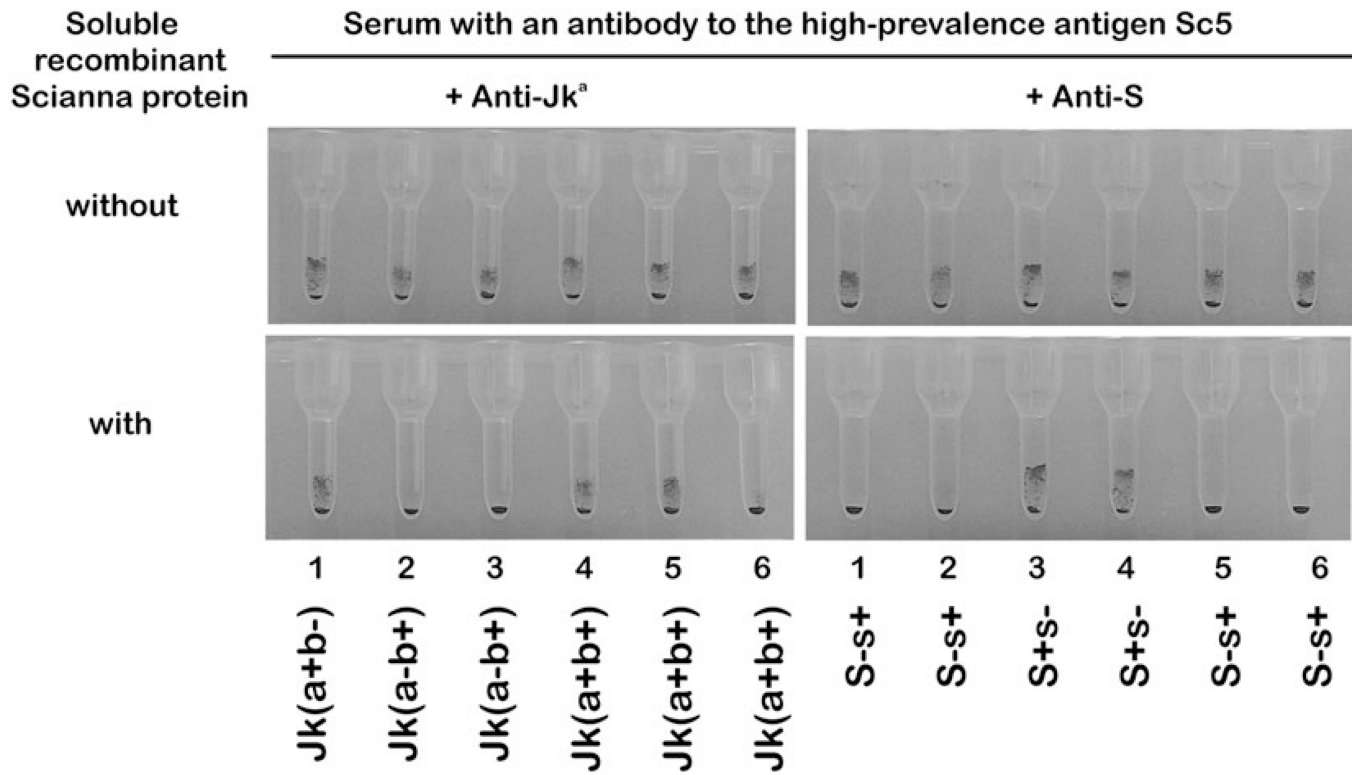 Soluble
recombinant
Scianna protein
Serum with an antibody to the high-prevalence antigen Sc5
+ Anti-Jkᵃ
+ Anti-S
without
with
1 2 3 4 5 6
1 2 3 4 5 6
Jk(a+b-)
Jk(a-b+)
Jk(a-b+)
Jk(a+b+)
Jk(a+b+)
Jk(a+b+)
S-s+
S-s+
S+s-
S+s-
S-s+
S-s+